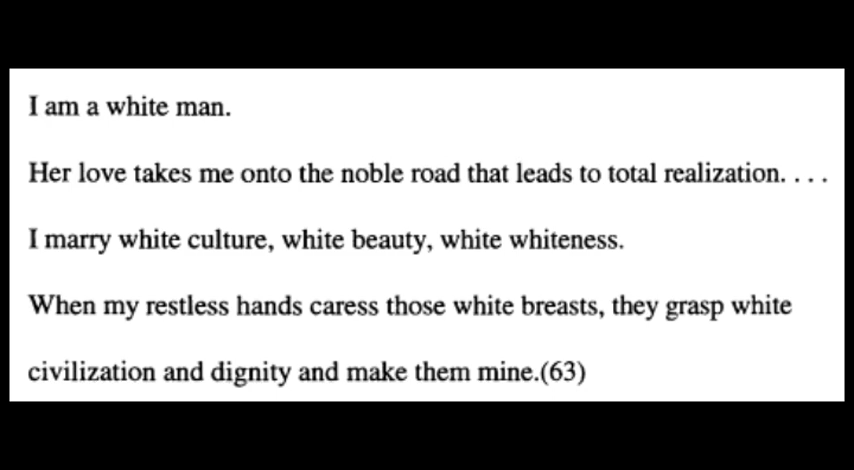 I am a white man.
Her love takes me onto the noble road that leads to total realization. . . .
I marry white culture, white beauty, white whiteness.
When my restless hands caress those white breasts, they grasp white
civilization and dignity and make them mine.(63)